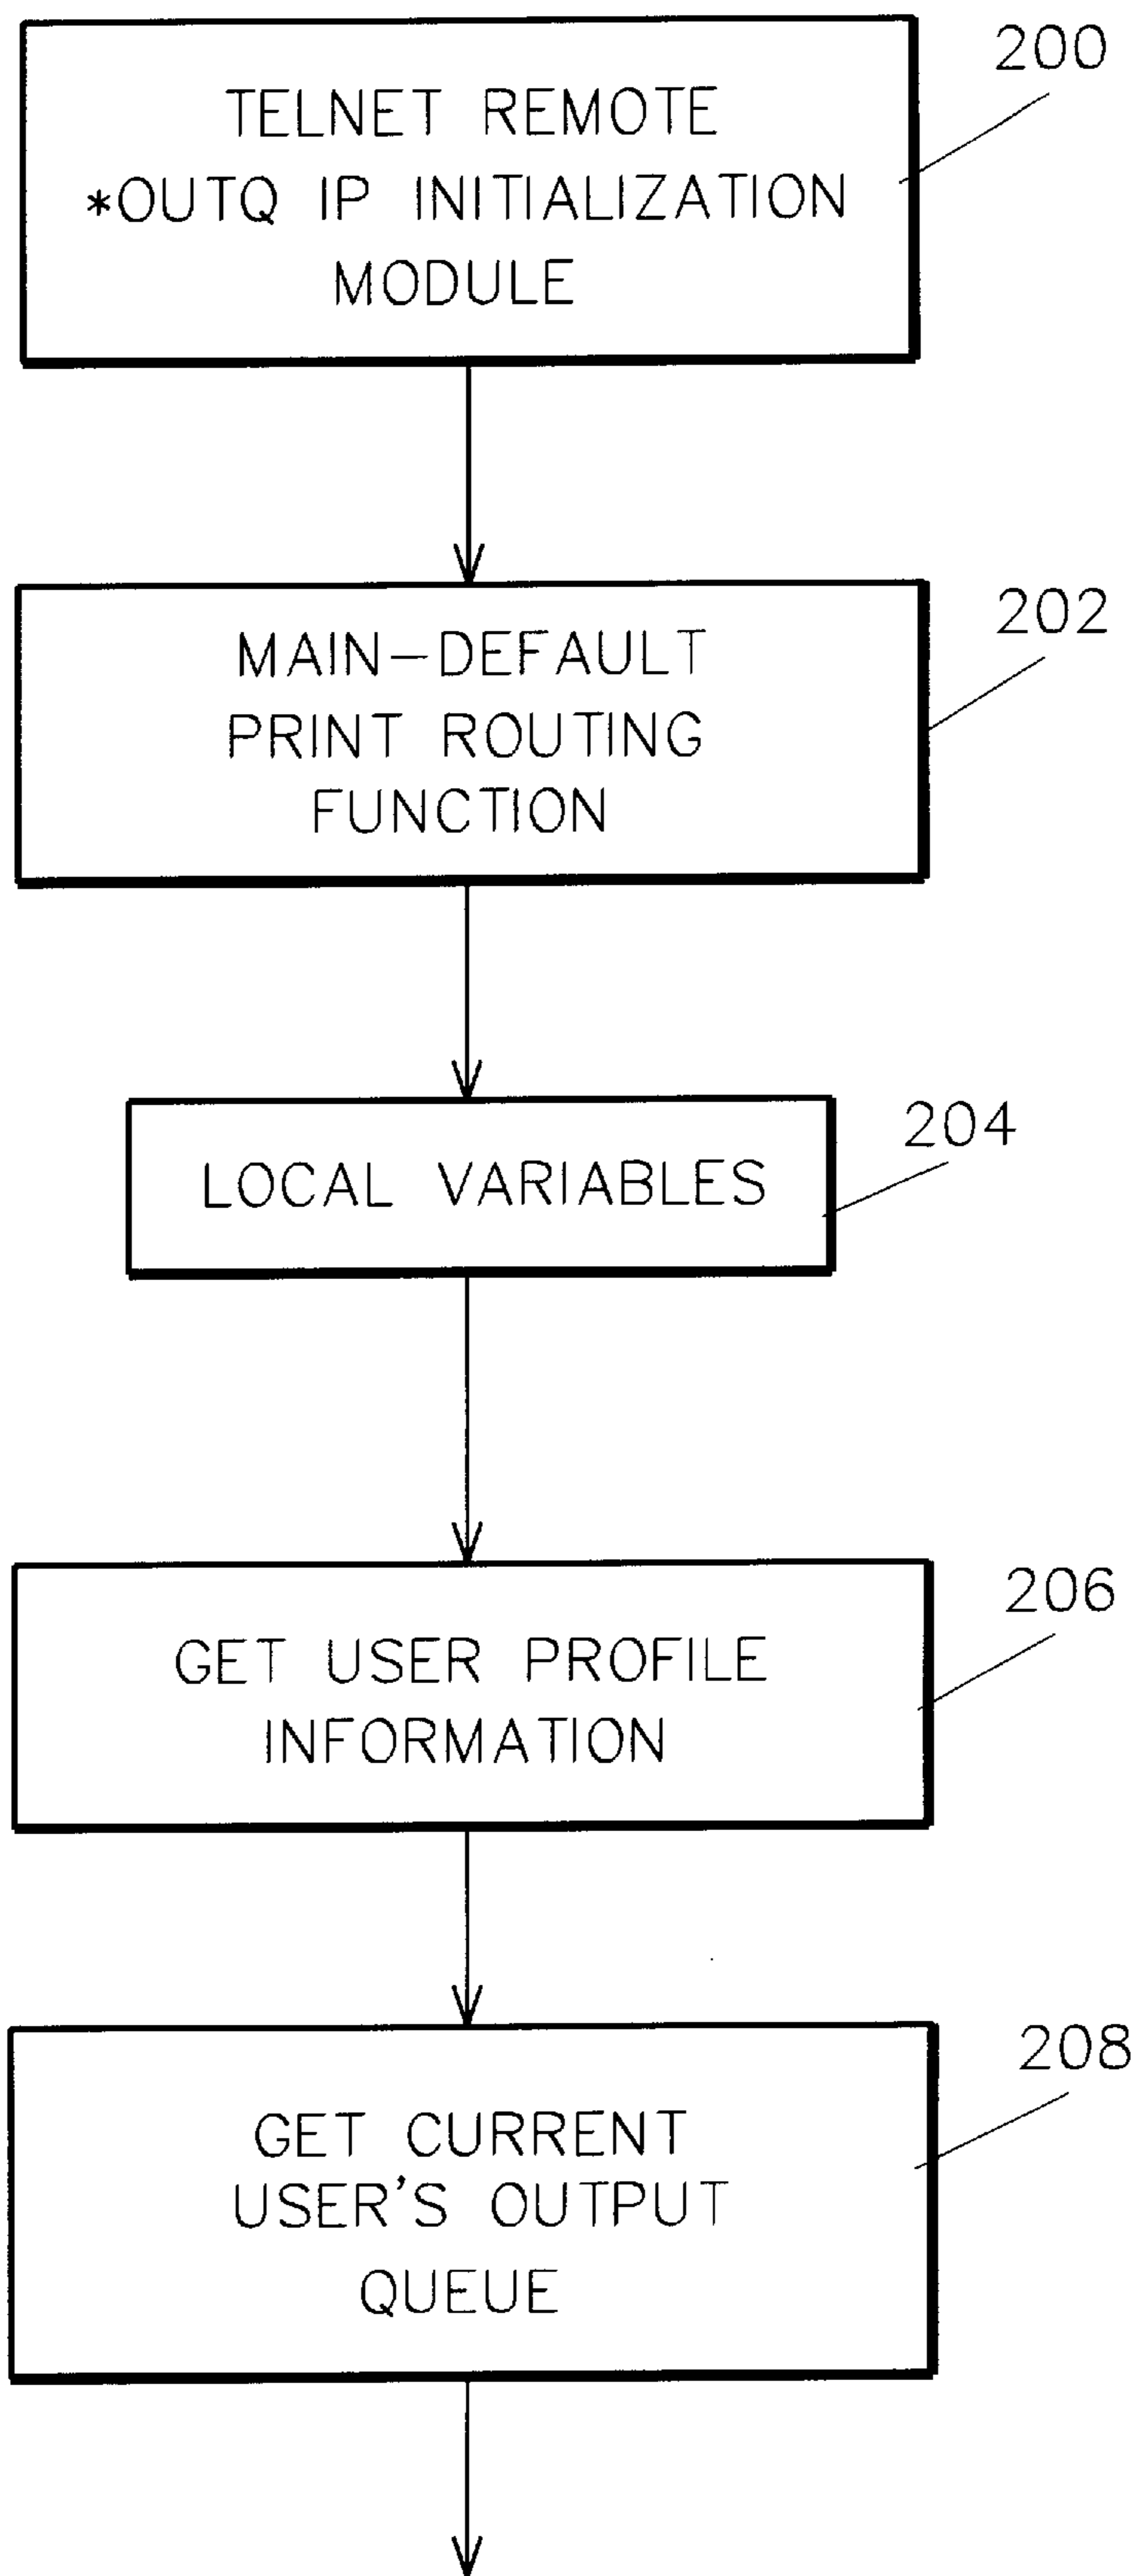 200
TELNET REMOTE
*OUTQ IP INITIALIZATION
MODULE
202
MAIN-DEFAULT
PRINT ROUTING
FUNCTION
204
LOCAL VARIABLES
206
GET USER PROFILE
INFORMATION
208
GET CURRENT
USER'S OUTPUT
QUEUE